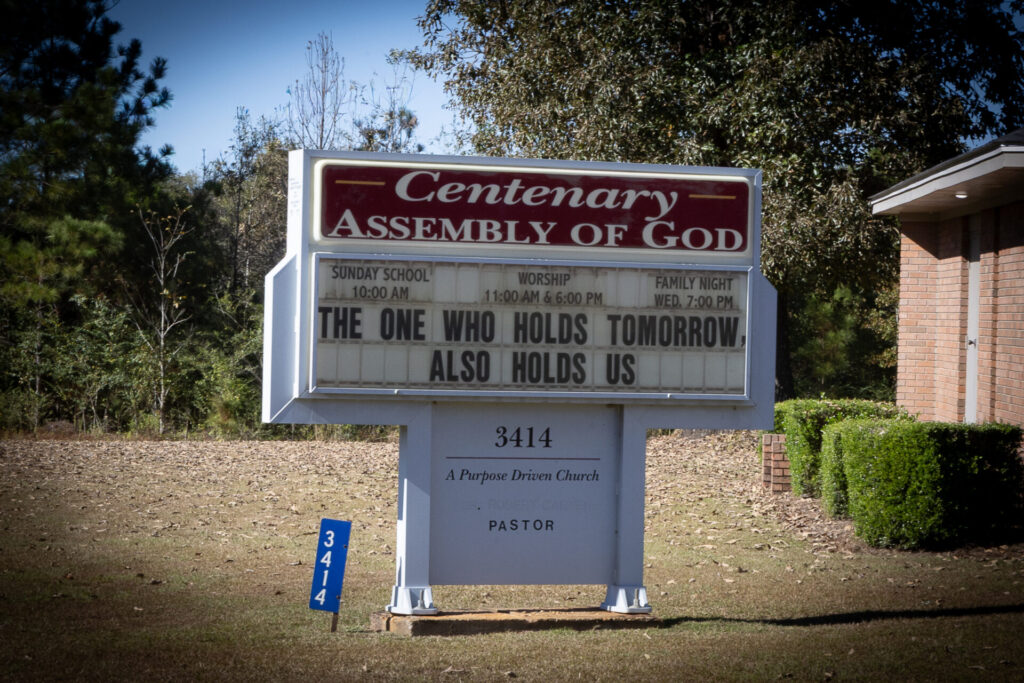 Centenary
ASSEMBLY OF GOD
SUNDAY SCHOOL WORSHIP FAMILY NIGHT
10:00 AM 11:00 AM & 6:00 PM WED. 7:00 PM
THE ONE WHO HOLDS TOMORROW,
ALSO HOLDS US
3414
A Purpose Driven Church
PASTOR
3414